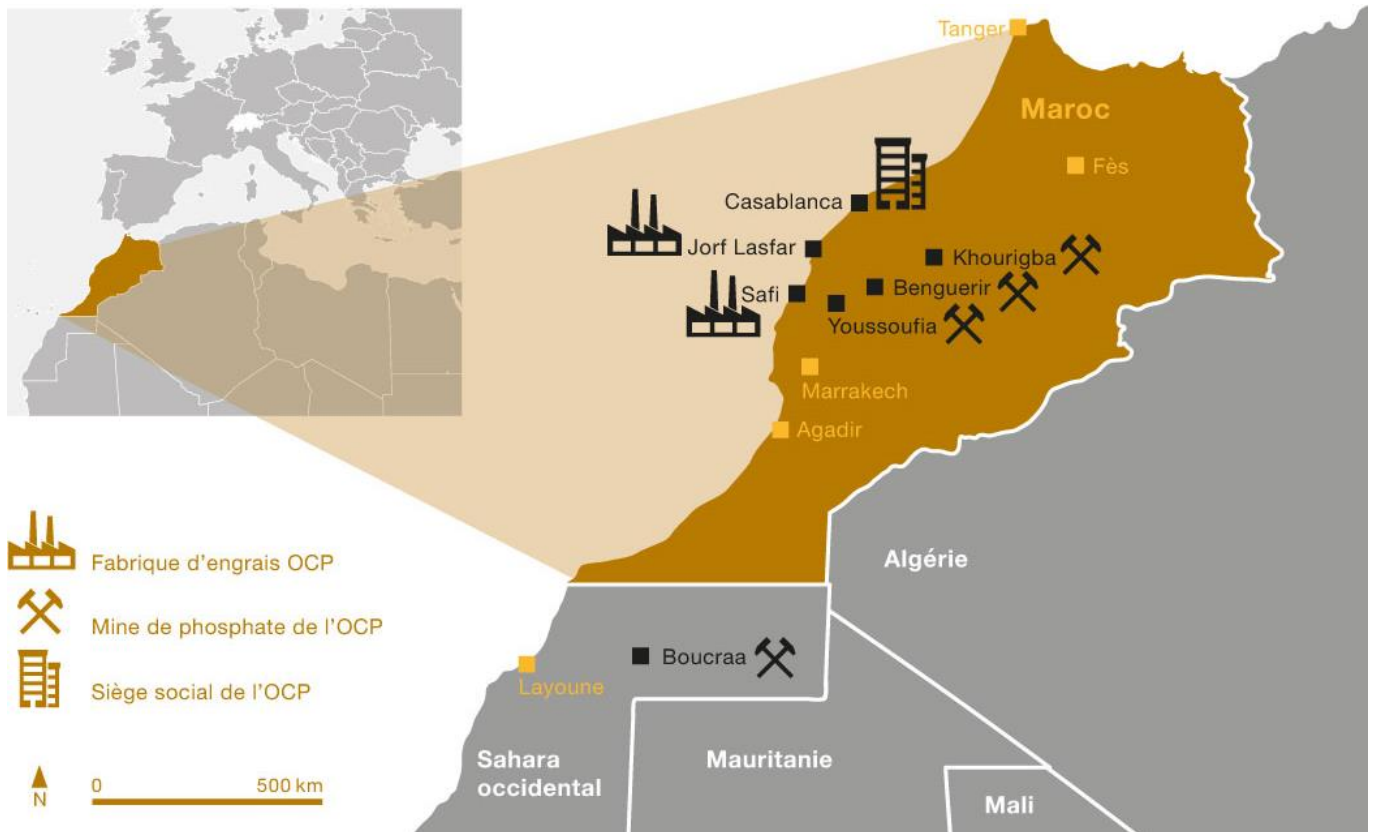 Tanger
Maroc
Fès
Casablanca
Jorf Lasfar
Khourigba
Safi
Benguerir
Youssoufia
Marrakech
Agadir
Fabrique d'engrais OCP
Algérie
Mine de phosphate de l'OCP
Boucraa
Siège social de l'OCP
Layoune
Sahara
occidental
Mauritanie
0 500 km
N
Mali